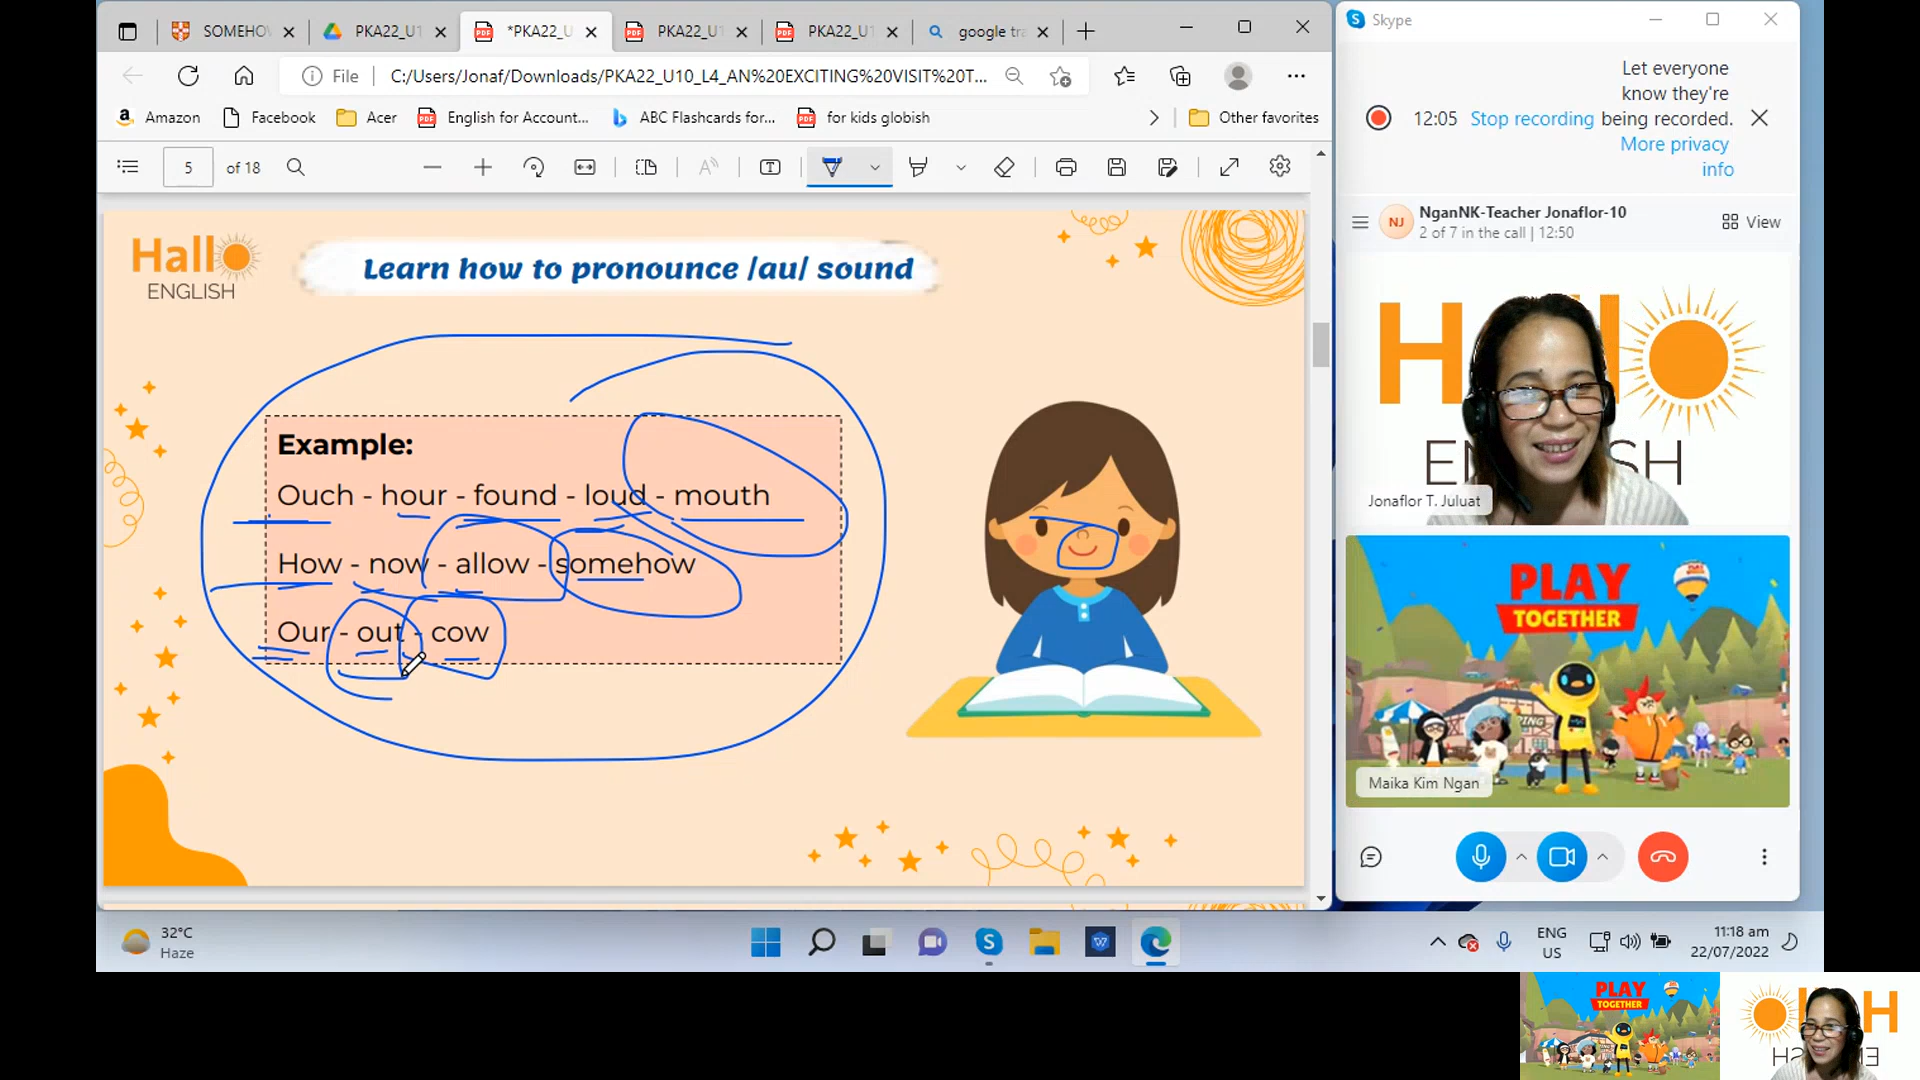 SOMEHO
PKA22_U1
*PKA22_U
PKA22_U1
PKA22_U1
google tra
File
C:/Users/Jonaf/Downloads/PKA22_U10_L4_AN%20EXCITING%20VISIT%20T...
Amazon
Facebook
Acer
English for Account...
ABC Flashcards for...
for kids globish
Other favorites
5 of 18
Hallo
ENGLISH
Learn how to pronounce /au/ sound
Example:
Ouch - hour - found - loud - mouth
How - now - allow - somehow
Our - out - cow
Skype
12:05 Stop recording
Let everyone
know they're
being recorded.
More privacy
info
NJ
NganNK-Teacher Jonaflor-10
2 of 7 in the call | 12:50
View
Jonaflor T. Juluat
PLAY
TOGETHER
Maika Kim Ngan
32°C
Haze
ENG
US
11:18 am
22/07/2022
PLAY
TOGETHER